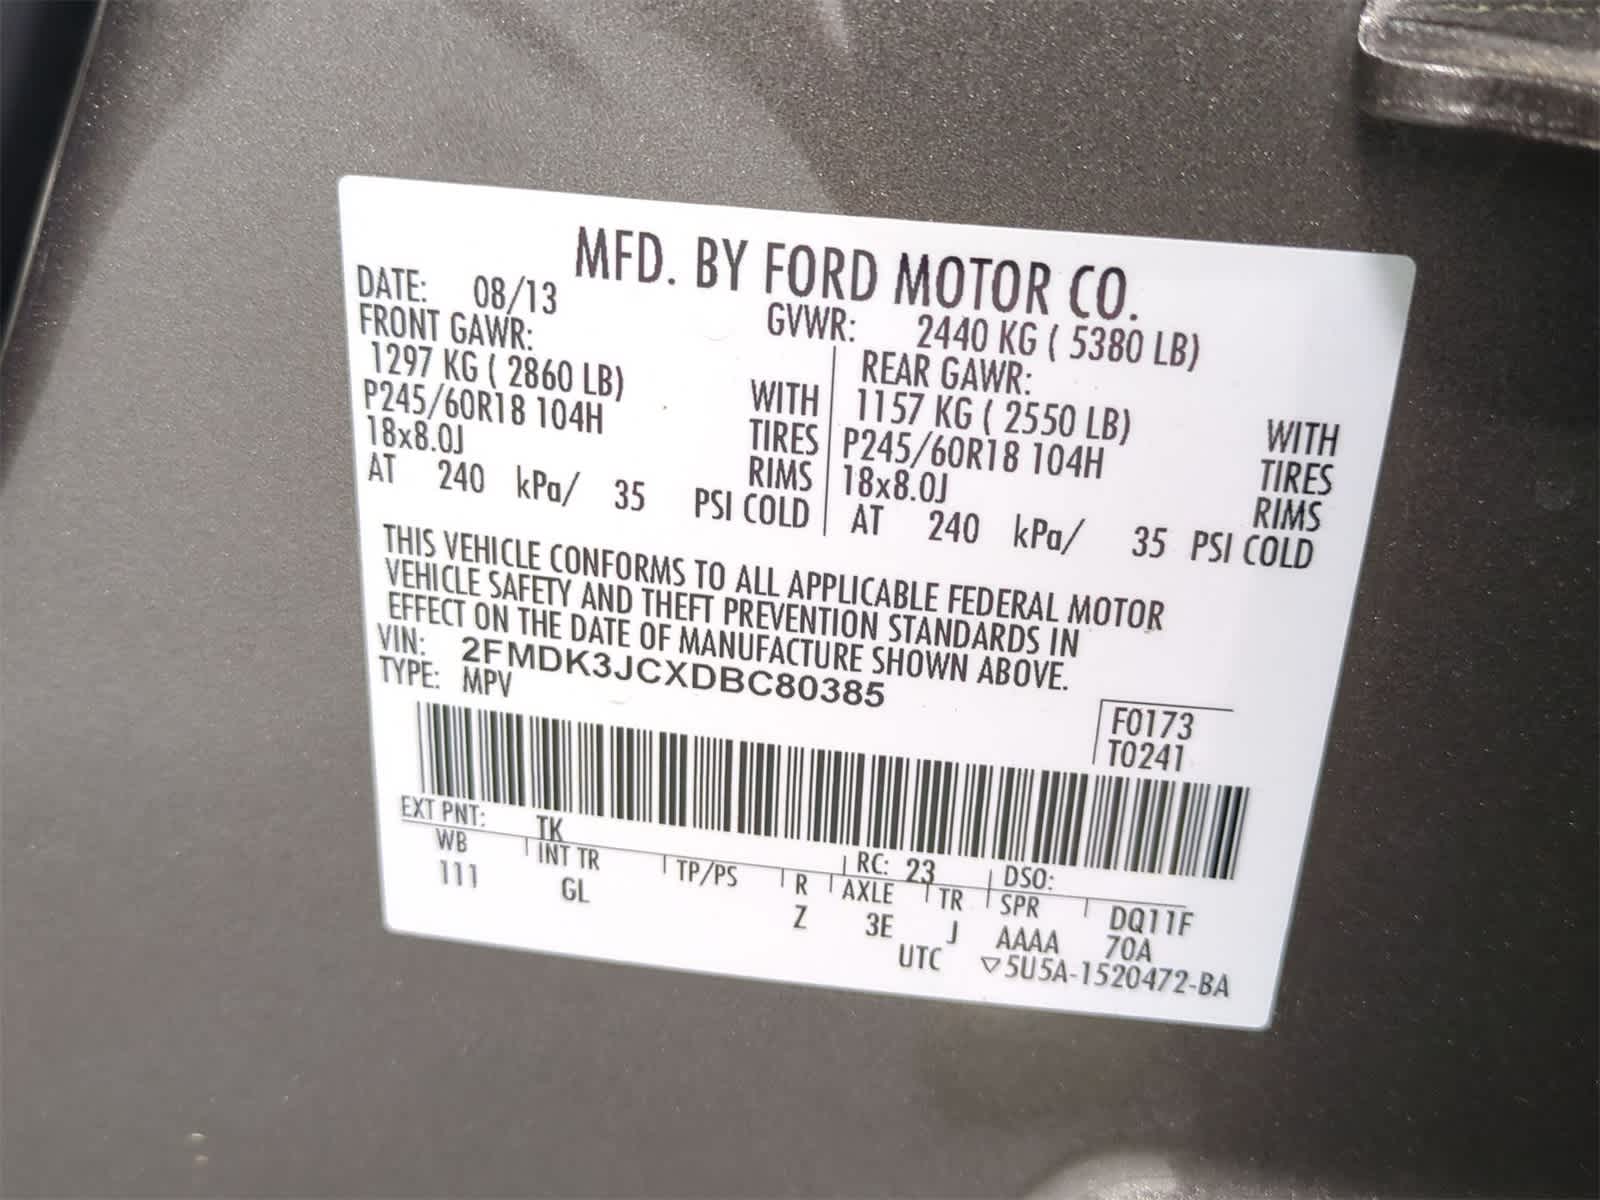 MFD. BY FORD MOTOR CO.
DATE: 08/13 GVWR: 2440 KG ( 5380 LB)
FRONT GAWR: REAR GAWR:
1297 KG ( 2860 LB) WITH 1157 KG ( 2550 LB) WITH
P245/60R18 104H TIRES P245/60R18 104H TIRES
18x8.0J RIMS 18x8.0J RIMS
AT 240 kPa/ 35 PSI COLD AT 240 kPa/ 35 PSI COLD
THIS VEHICLE CONFORMS TO ALL APPLICABLE FEDERAL MOTOR
VEHICLE SAFETY AND THEFT PREVENTION STANDARDS IN
EFFECT ON THE DATE OF MANUFACTURE SHOWN ABOVE.
VIN: 2FMDK3JCXDBC80385
TYPE: MPV
F0173
T0241
EXT PNT: TK RC: 23 DSO:
WB INT TR TP/PS R AXLE TR SPR DQ11F
111 GL Z 3E J AAAA 70A
UTC ▽5U5A-1520472-BA